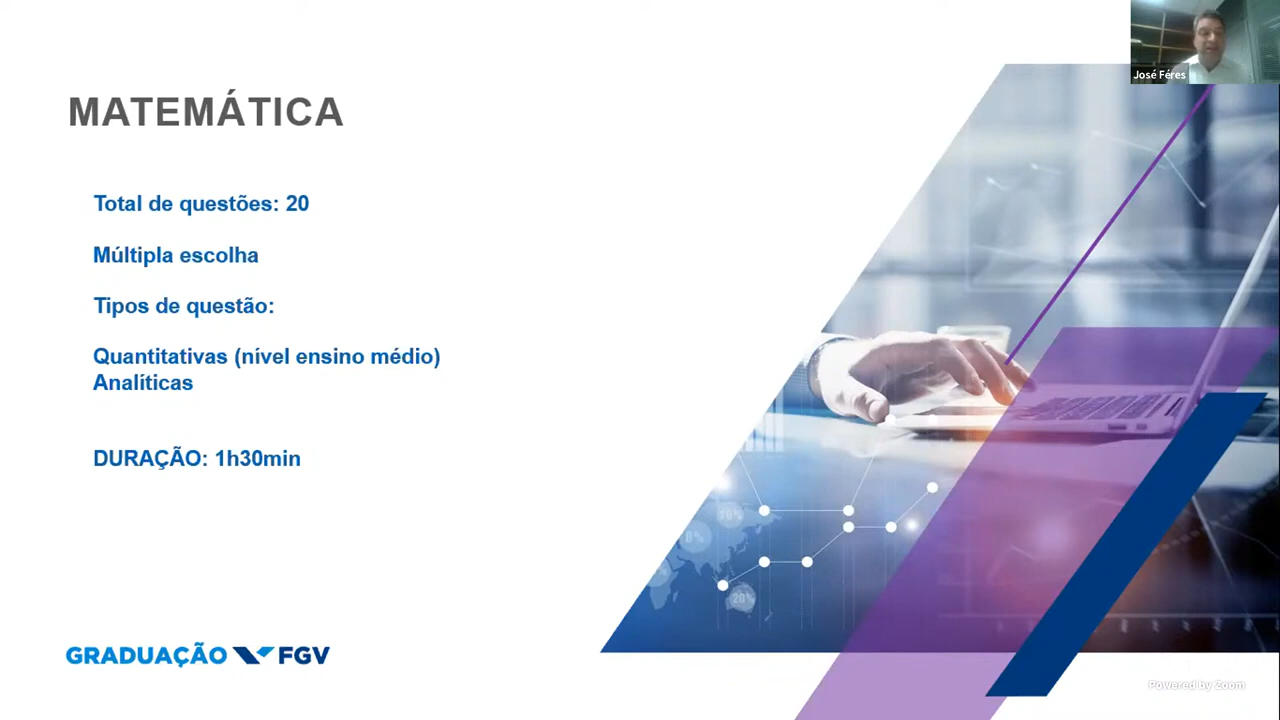 José Féres
MATEMÁTICA
Total de questões: 20
Múltipla escolha
Tipos de questão:
Quantitativas (nível ensino médio)
Analíticas
DURAÇÃO: 1h30min
20%
GRADUAÇÃO FGV
Powered by Zoom